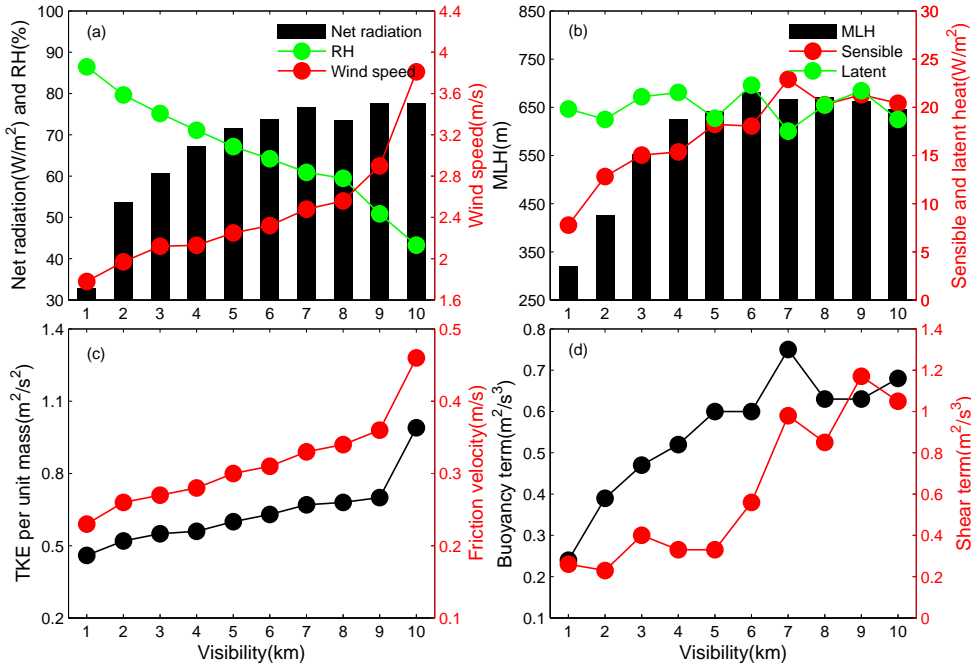 (a)
Net radiation
RH
Wind speed
Net radiation(W/m²) and RH(%)
100
90
80
70
60
50
40
30
4.4
4
3.6
3.2
2.8
2.4
2
1.6
Wind speed(m/s)
1 2 3 4 5 6 7 8 9 10
(b)
MLH
Sensible
Latent
MLH(m)
850
750
650
550
450
350
250
30
25
20
15
10
5
0
Sensible and latent heat(W/m²)
1 2 3 4 5 6 7 8 9 10
(c)
TKE per unit mass(m²/s²)
1.4
1.1
0.8
0.5
0.2
0.5
0.4
0.3
0.2
0.1
Friction velocity(m/s)
1 2 3 4 5 6 7 8 9 10
Visibility(km)
(d)
Buoyancy term(m²/s³)
0.8
0.7
0.6
0.5
0.4
0.3
0.2
0.1
1.4
1.2
1
0.8
0.6
0.4
0.2
0
Shear term(m²/s³)
1 2 3 4 5 6 7 8 9 10
Visibility(km)